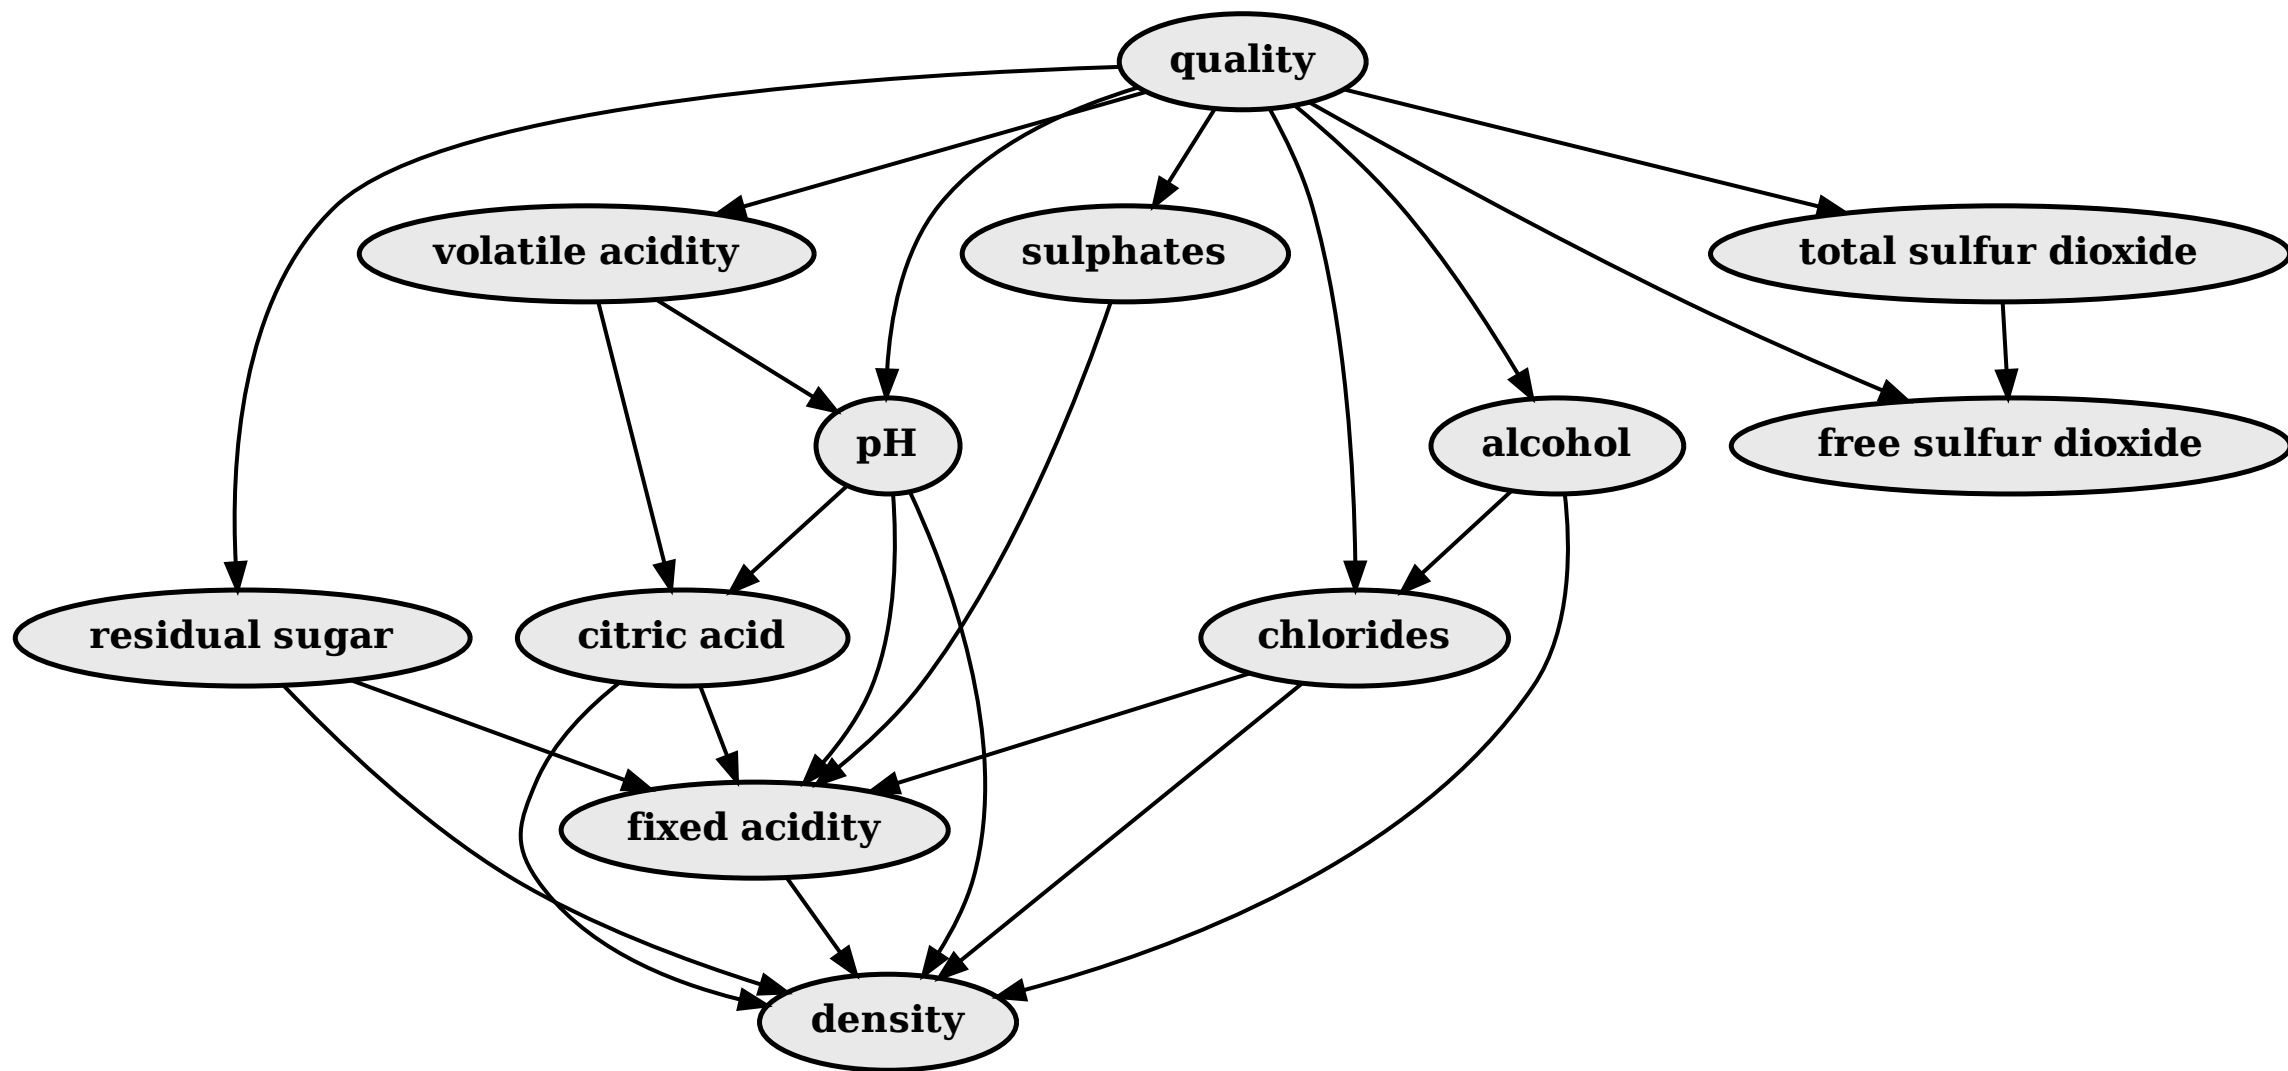 quality
volatile acidity
sulphates
total sulfur dioxide
pH
alcohol
free sulfur dioxide
residual sugar
citric acid
chlorides
fixed acidity
density